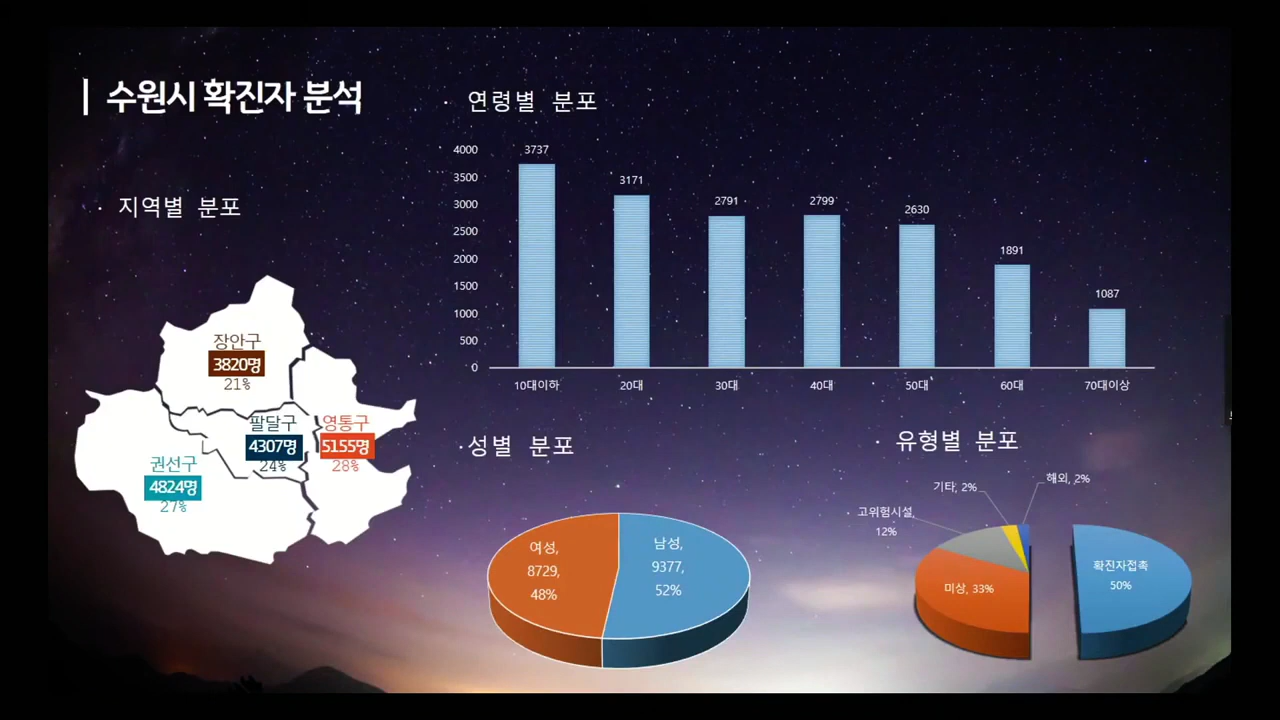 수원시 확진자 분석
· 지역별 분포
장안구
3820명
21%
팔달구
4307명
24%
영통구
5155명
28%
권선구
4824명
27%
· 연령별 분포
4000
3500
3000
2500
2000
1500
1000
500
0
3737
3171
2791
2799
2630
1891
1087
10대이하
20대
30대
40대
50대
60대
70대이상
· 성별 분포
여성,
8729,
48%
남성,
9377,
52%
· 유형별 분포
기타, 2%
해외, 2%
고위험시설,
12%
미상, 33%
확진자접촉
50%